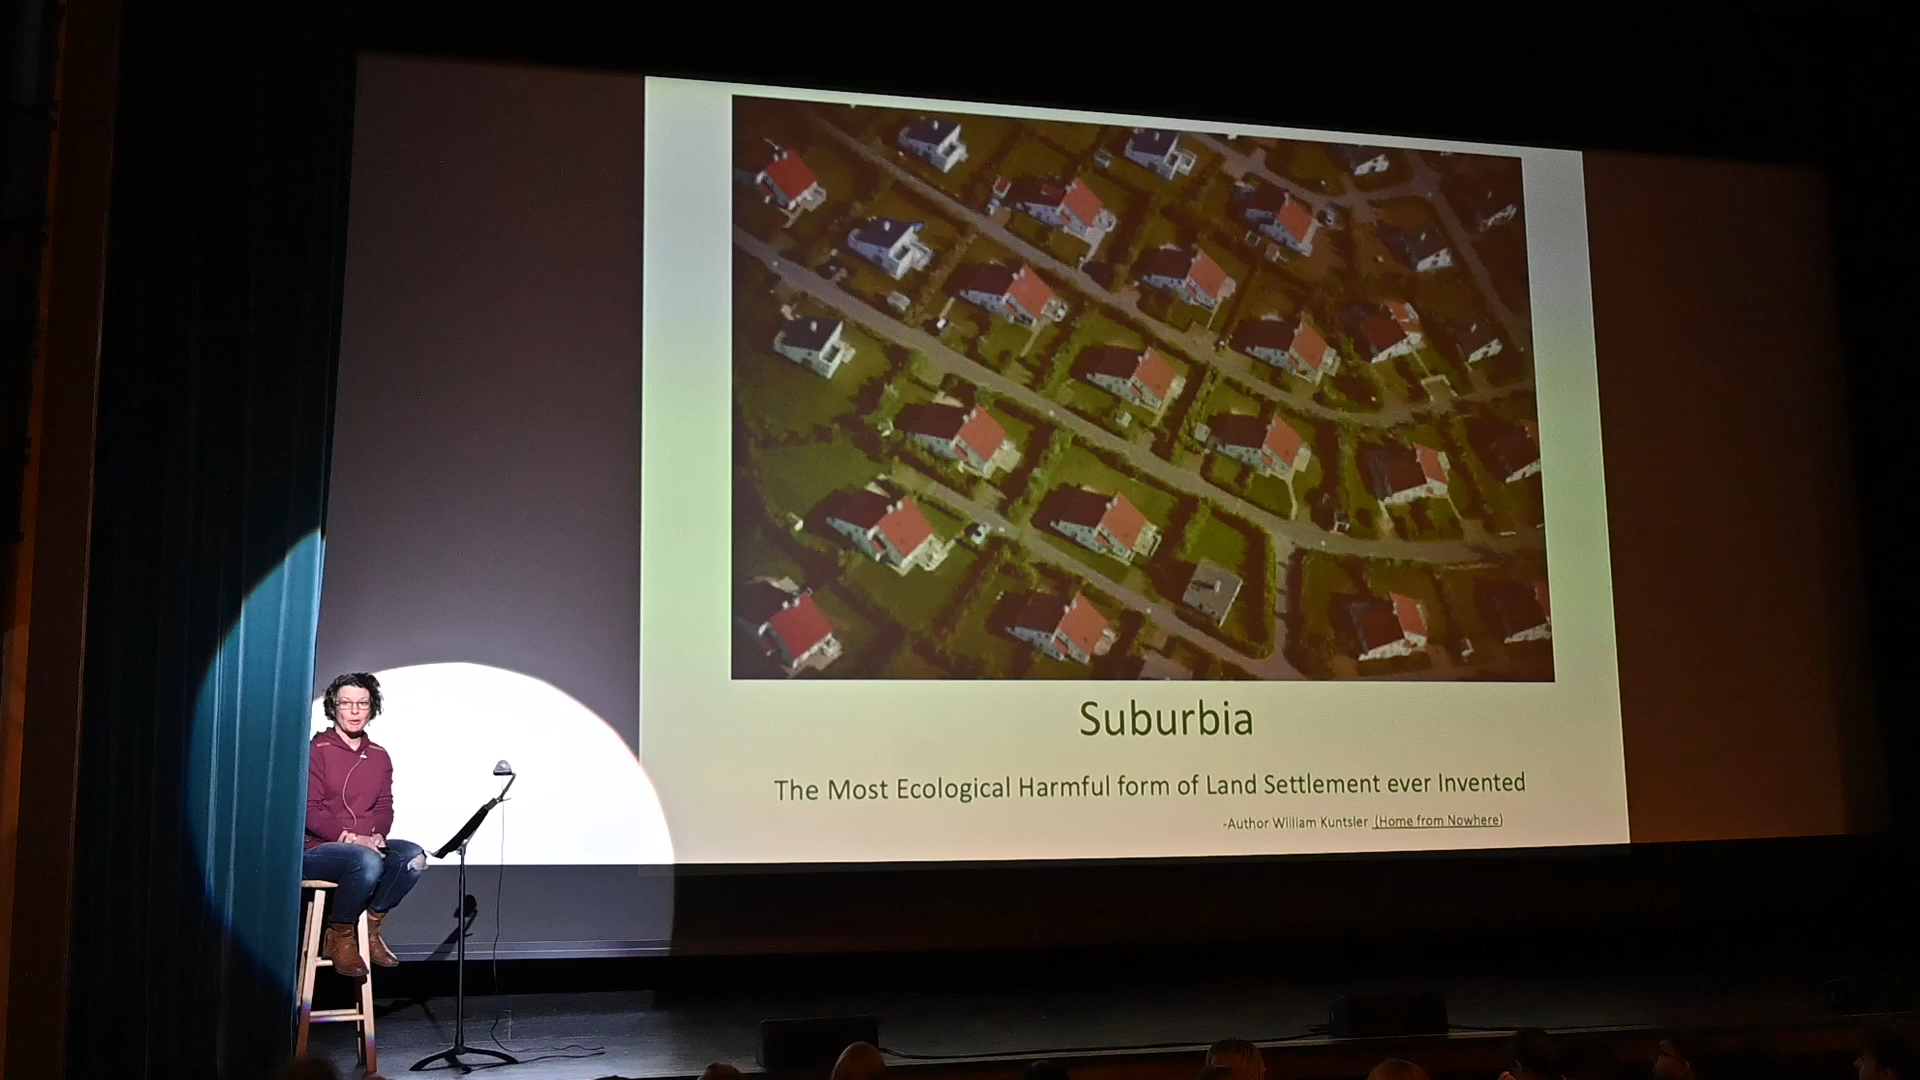 Suburbia
The Most Ecological Harmful form of Land Settlement ever Invented
-Author William Kuntsler (Home from Nowhere)